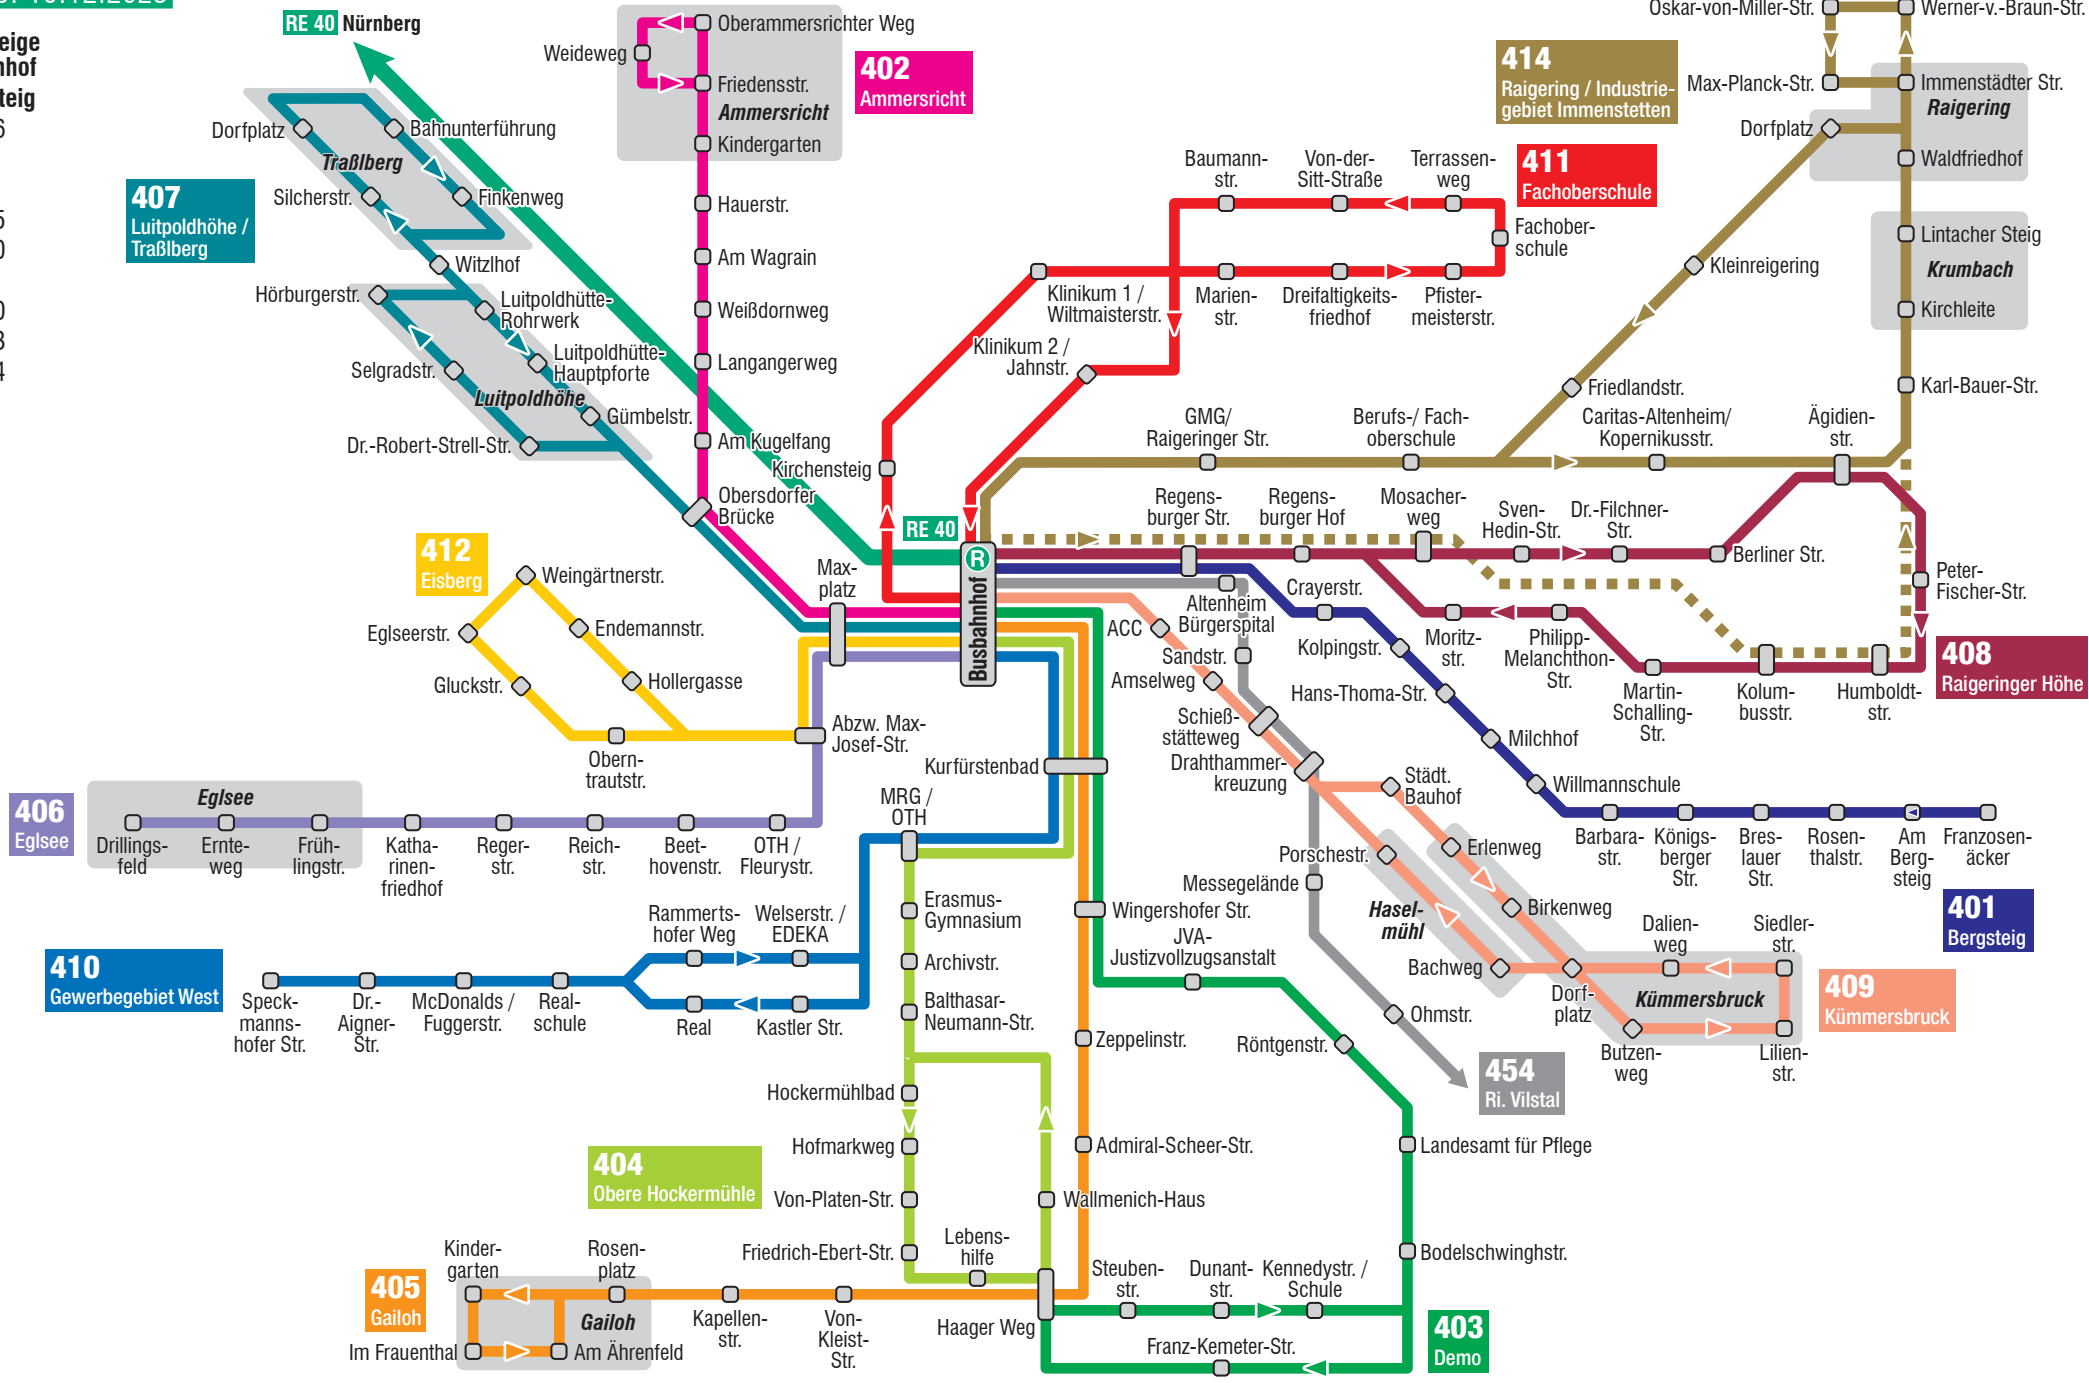 RE 40 Nürnberg
eige
nhof
teig
Oberammersrichter Weg
Weideweg
Friedensstr.
Ammersricht
Kindergarten
402
Ammersricht
Hauerstr.
Am Wagrain
Weißdornweg
Langangerweg
Am Kugelfang
Obersdorfer
Brücke
Dorfplatz
Bahnunterführung
Traßlberg
Silcherstr.
Finkenweg
407
Luitpoldhöhe /
Traßlberg
Witzlhof
Hörburgerstr.
Luitpoldhütte-
Rohrwerk
Luitpoldhütte-
Hauptpforte
Selgradstr.
Luitpoldhöhe
Gümbelstr.
Dr.-Robert-Strell-Str.
412
Eisberg
Weingärtnerstr.
Eglseerstr.
Endemannstr.
Gluckstr.
Hollergasse
Obern-
trautstr.
Abzw. Max-
Josef-Str.
Max-
platz
RE 40
R
Busbahnhof
Kirchensteig
Klinikum 1 /
Wiltmaisterstr.
Klinikum 2 /
Jahnstr.
Baumann-
str.
Von-der-
Sitt-Straße
Terrassen-
weg
411
Fachoberschule
Fachober-
schule
Marien-
str.
Dreifaltigkeits-
friedhof
Pfister-
meisterstr.
414
Raigering / Industrie-
gebiet Immenstetten
Oskar-von-Miller-Str.
Werner-v.-Braun-Str.
Max-Planck-Str.
Immenstädter Str.
Raigering
Dorfplatz
Waldfriedhof
Lintacher Steig
Krumbach
Kirchleite
Kleinreigering
Karl-Bauer-Str.
Friedlandstr.
GMG/
Raigeringer Str.
Berufs-/ Fach-
oberschule
Caritas-Altenheim/
Kopernikusstr.
Ägidien-
str.
Regens-
burger Str.
Regens-
burger Hof
Mosacher-
weg
Sven-
Hedin-Str.
Dr.-Filchner-
Str.
Berliner Str.
Peter-
Fischer-Str.
408
Raigeringer Höhe
Moritz-
str.
Philipp-
Melanchthon-
Str.
Martin-
Schalling-
Str.
Kolum-
busstr.
Humboldt-
str.
Altenheim
Bürgerspital
Crayerstr.
Kolpingstr.
Hans-Thoma-Str.
Milchhof
Willmannschule
Barbara-
str.
Königs-
berger
Str.
Bres-
lauer
Str.
Rosen-
thalstr.
Am
Berg-
steig
Franzosen-
äcker
401
Bergsteig
ACC
Sandstr.
Amselweg
Schieß-
stätteweg
Drahthammer-
kreuzung
Städt.
Bauhof
Porschestr.
Erlenweg
Messegelände
Hasel-
mühl
Birkenweg
Bachweg
Dorf-
platz
Dalien-
weg
Siedler-
str.
Kümmersbruck
Butzen-
weg
Lilien-
str.
409
Kümmersbruck
Ohmstr.
454
Ri. Vilstal
406
Eglsee
Eglsee
Drillings-
feld
Ernte-
weg
Früh-
lingstr.
Katha-
rinen-
friedhof
Reger-
str.
Reich-
str.
Beet-
hovenstr.
OTH /
Fleurystr.
Kurfürstenbad
MRG /
OTH
410
Gewerbegebiet West
Speck-
manns-
hofer Str.
Dr.-
Aigner-
Str.
McDonalds /
Fuggerstr.
Real-
schule
Rammerts-
hofer Weg
Welserstr. /
EDEKA
Real
Kastler Str.
Erasmus-
Gymnasium
Archivstr.
Balthasar-
Neumann-Str.
Hockermühlbad
Hofmarkweg
Von-Platen-Str.
Friedrich-Ebert-Str.
Lebens-
hilfe
404
Obere Hockermühle
Wingershofer Str.
JVA-
Justizvollzugsanstalt
Zeppelinstr.
Röntgenstr.
Admiral-Scheer-Str.
Wallmenich-Haus
Landesamt für Pflege
Bodelschwinghstr.
Steuben-
str.
Dunant-
str.
Kennedystr. /
Schule
Franz-Kemeter-Str.
403
Demo
Haager Weg
405
Gailoh
Kinder-
garten
Rosen-
platz
Gailoh
Im Frauenthal
Am Ährenfeld
Kapellen-
str.
Von-
Kleist-
Str.